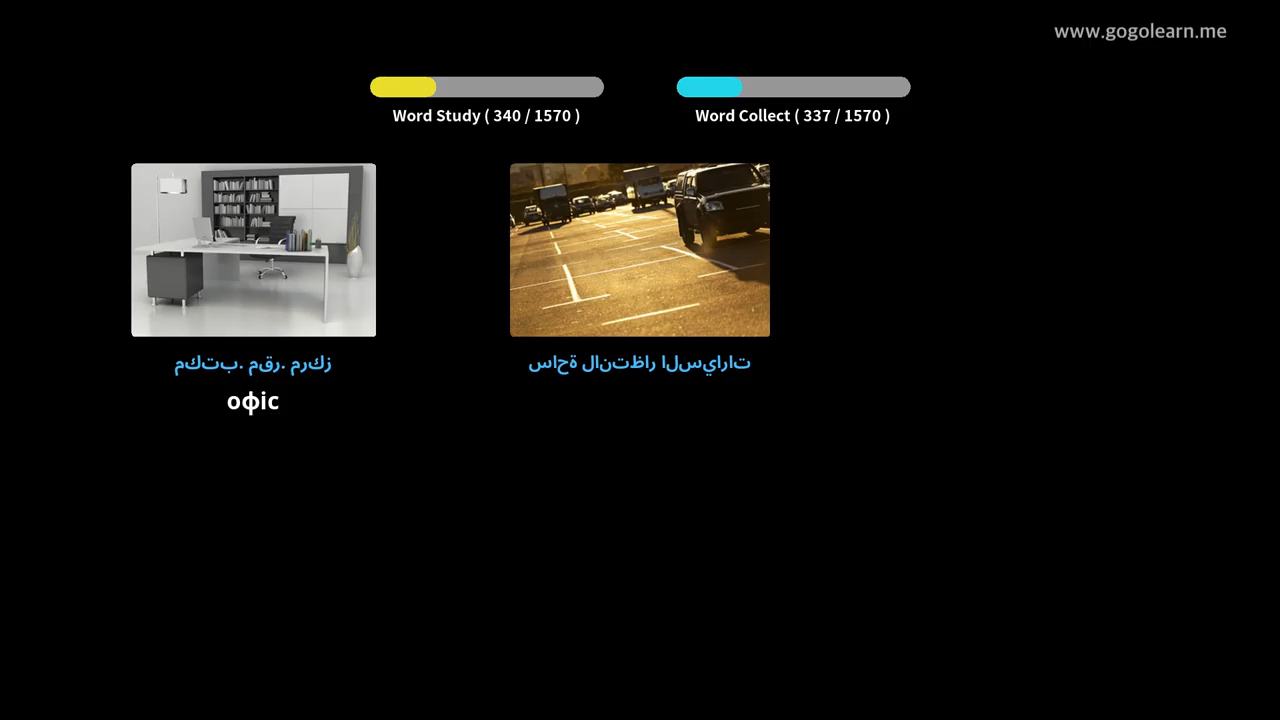 www.gogolearn.me
Word Study ( 340 / 1570 )
Word Collect ( 337 / 1570 )
مكتب. مقر. مركز
ساحة لانتظار السيارات
офіс